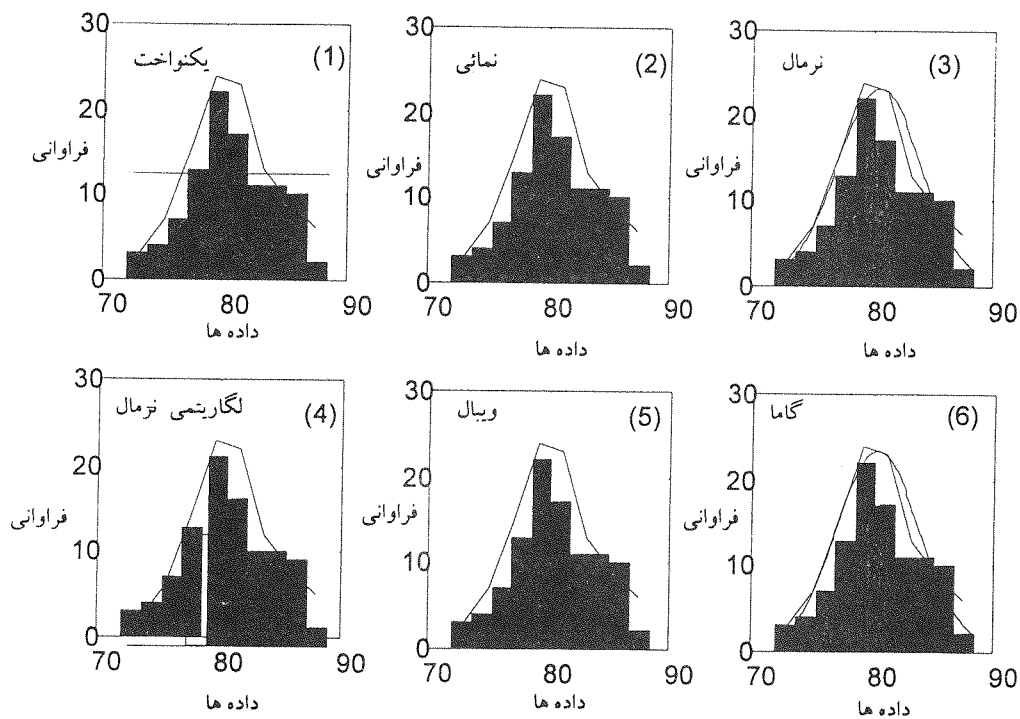 30
یکنواخت
(1)
20
فراوانی
10
0
70 80 90
داده ها
30
نمائی
(2)
20
فراوانی
10
0
70 80 90
داده ها
30
نرمال
(3)
20
فراوانی
10
0
70 80 90
داده ها
30
لگاریتمی نرمال
(4)
20
فراوانی
10
0
70 80 90
داده ها
30
ویبال
(5)
20
فراوانی
10
0
70 80 90
داده ها
30
گاما
(6)
20
فراوانی
10
0
70 80 90
داده ها